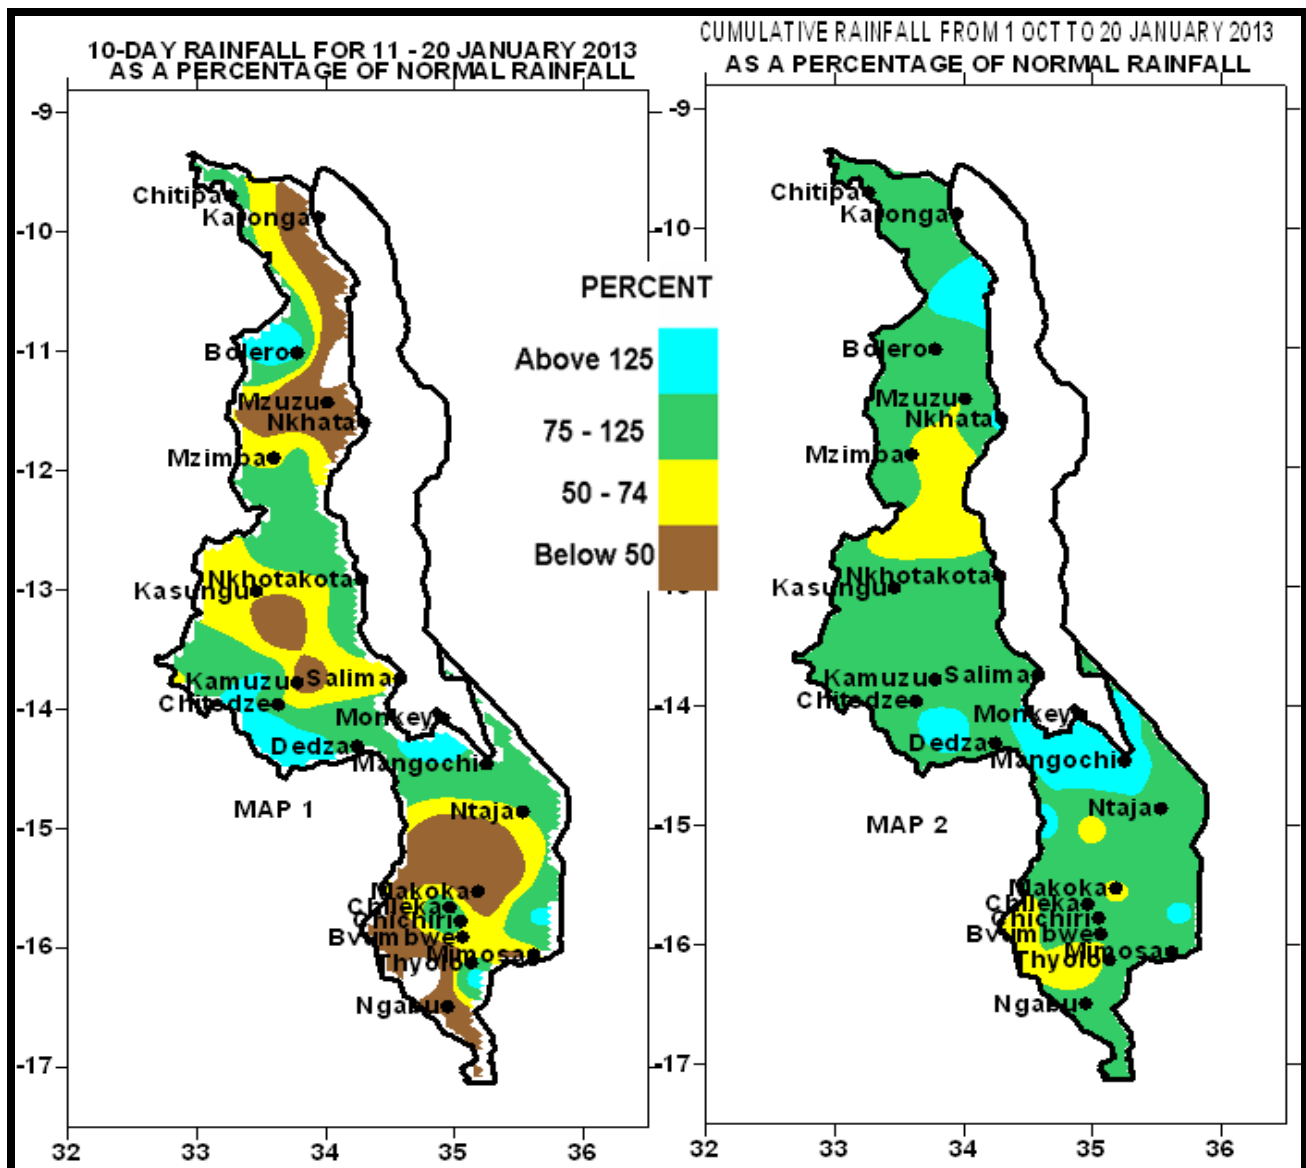 10-DAY RAINFALL FOR 11 - 20 JANUARY 2013
AS A PERCENTAGE OF NORMAL RAINFALL
CUMULATIVE RAINFALL FROM 1 OCT TO 20 JANUARY 2013
AS A PERCENTAGE OF NORMAL RAINFALL
-9
-10
-11
-12
-13
-14
-15
-16
-17
32
33
34
35
36
Chitipa
Karonga
Bolero
Mzuzu
Nkhata
Mzimba
Nkhotakota
Kasungu
Kamuzu
Salima
Chitedze
Monkey
Dedza
Mangochi
MAP 1
Ntaja
Makoka
Chileka
Chichiri
Bvumbwe
Mimosa
Thyolo
Ngabu
PERCENT
Above 125
75 - 125
50 - 74
Below 50
-9
-10
-12
-14
-15
-16
-17
32
33
34
35
36
Chitipa
Karonga
Bolero
Mzuzu
Nkhata
Mzimba
Nkhotakota
Kasungu
Kamuzu
Salima
Chitedze
Monkey
Dedza
Mangochi
Ntaja
MAP 2
Makoka
Chileka
Chichiri
Bvumbwe
Mimosa
Thyolo
Ngabu